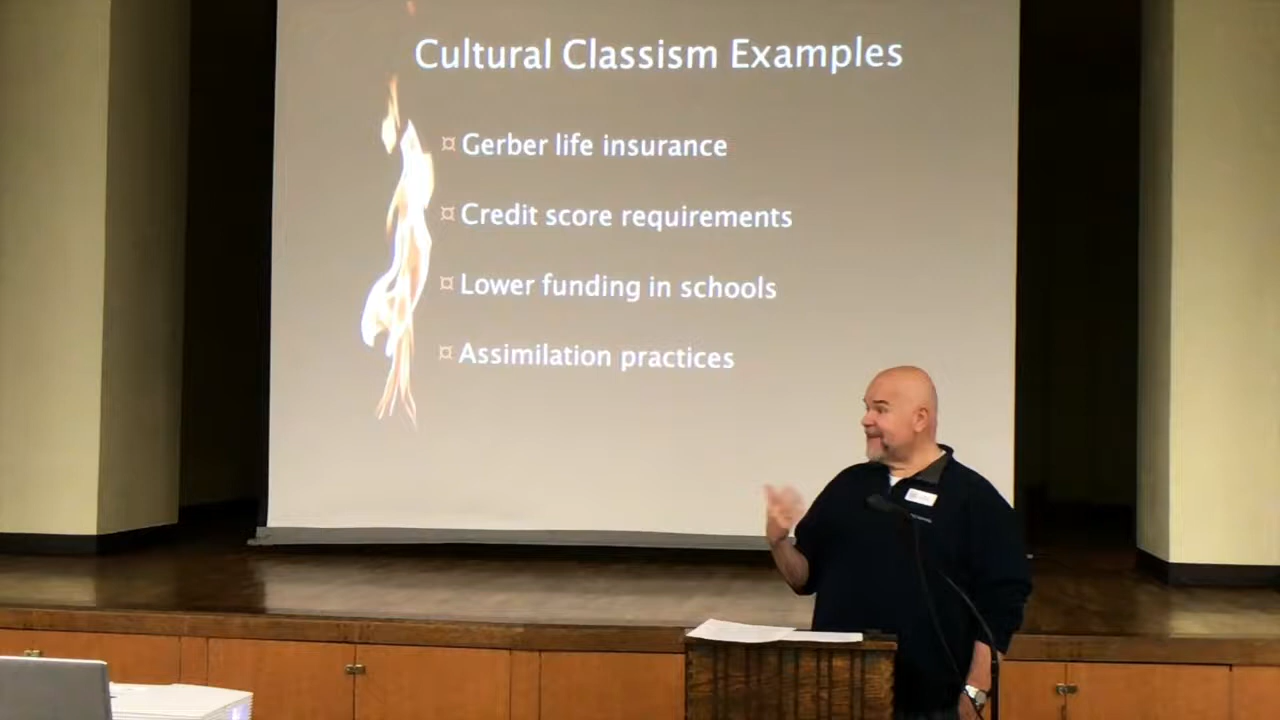 Cultural Classism Examples
¤ Gerber life insurance
¤ Credit score requirements
¤ Lower funding in schools
¤ Assimilation practices